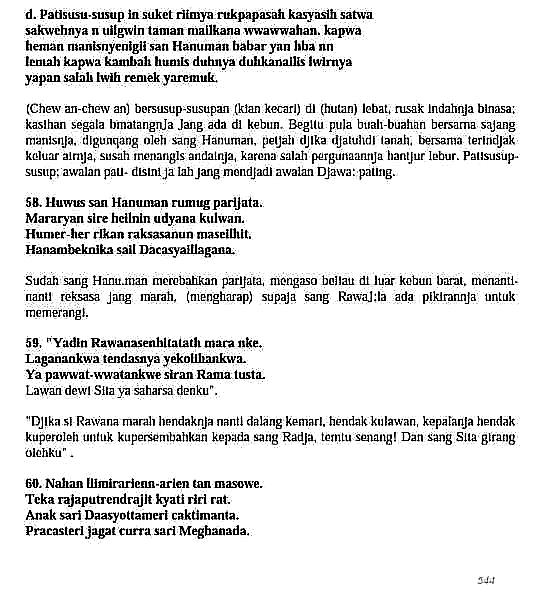 d. Patisusu-susup in suket riimya rukpapasah kasyasih satwa
sakwehnya n uilgwin taman mailkana wwawwahan. kapwa
heman manisnyenigii san Hanuman babar yan hba nn
lemah kapwa kambah humis duhnya duhkanailis iwirnya
yapan salah lwih remek yaremuk.
(Chew an-chew an) bersusup-susupan (kian kecari) di (hutan) lebat, rusak indahnja binasa;
kasihan segala bmatangnja Jang ada di kebun. Begitu pula buah-buahan bersama sajang
manisnja, digunqang oleh sang Hanuman, petjah djika djatuhdi tanah, bersama terindjak
keluar airnja, susah menangis andainja, karena salah pergunaannja hantjur lebur. Patisusup-
susup; awalan pati- disini ja lah jang mendjadi awalan Djawa: pating.
58. Huwus san Hanuman rumug parijata.
Mararyan sire heiinin udyana kulwan.
Humer-her rikan raksasanun maseiihit,
Hanambeknika sail Dacasyaillagana.
Sudah sang Hanu.man merebahkan parijata, mengaso beliau di luar kebun barat, menanti-
nanti reksasa jang marah, (mengharap) supaja sang RawaJ;la ada pikirannja untuk
memerangi.
59. "Yadin Rawanasenhitatath mara nke.
Laganankwa tendasnya yekolihankwa.
Ya pawwat-wwatankwe siran Rama tusta.
Lawan dewi Sita ya saharsa denku".
"Djika si Rawana marah hendaknja nanti dalang kemari, hendak kulawan, kepalanja hendak
kuperoleh untuk kupersembahkan kepada sang Radja, temtu senang! Dan sang Sita girang
olehku" .
60. Nahan llimirarienn-arien tan masowe.
Teka rajaputrendrajit kyati riri rat.
Anak sari Daasyottameri caktimanta.
Pracasteri jagat curra sari Meghanada.
544